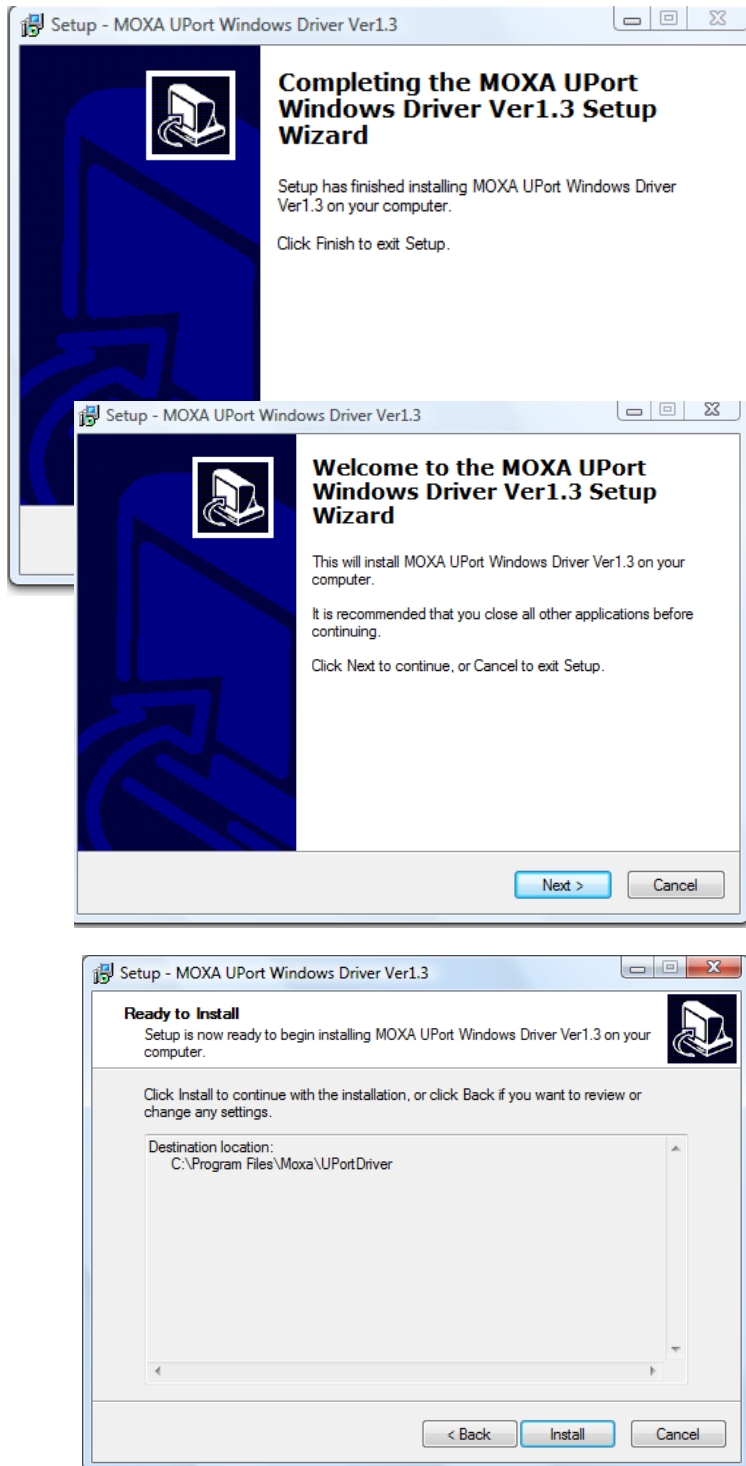 Setup - MOXA UPort Windows Driver Ver1.3
Completing the MOXA UPort
Windows Driver Ver1.3 Setup
Wizard
Setup has finished installing MOXA UPort Windows Driver
Ver1.3 on your computer.
Click Finish to exit Setup.
Setup - MOXA UPort Windows Driver Ver1.3
Welcome to the MOXA UPort
Windows Driver Ver1.3 Setup
Wizard
This will install MOXA UPort Windows Driver Ver1.3 on your
computer.
It is recommended that you close all other applications before
continuing.
Click Next to continue, or Cancel to exit Setup.
Next >
Cancel
Setup - MOXA UPort Windows Driver Ver1.3
Ready to Install
Setup is now ready to begin installing MOXA UPort Windows Driver Ver1.3 on your
computer.
Click Install to continue with the installation, or click Back if you want to review or
change any settings.
Destination location:
C:\Program Files\Moxa\UPortDriver
< Back
Install
Cancel